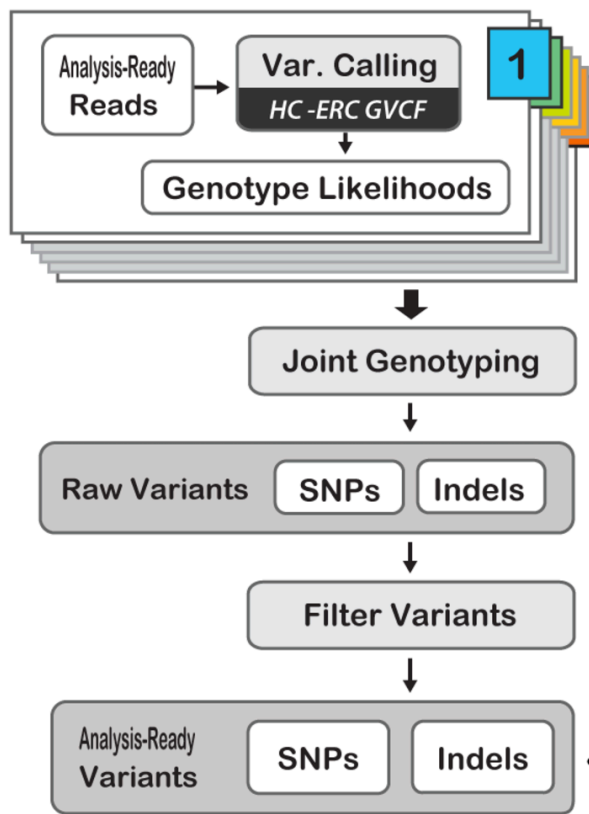 Analysis-Ready
Reads
Var. Calling
HC -ERC GVCF
1
Genotype Likelihoods
Joint Genotyping
Raw Variants
SNPs
Indels
Filter Variants
Analysis-Ready
Variants
SNPs
Indels